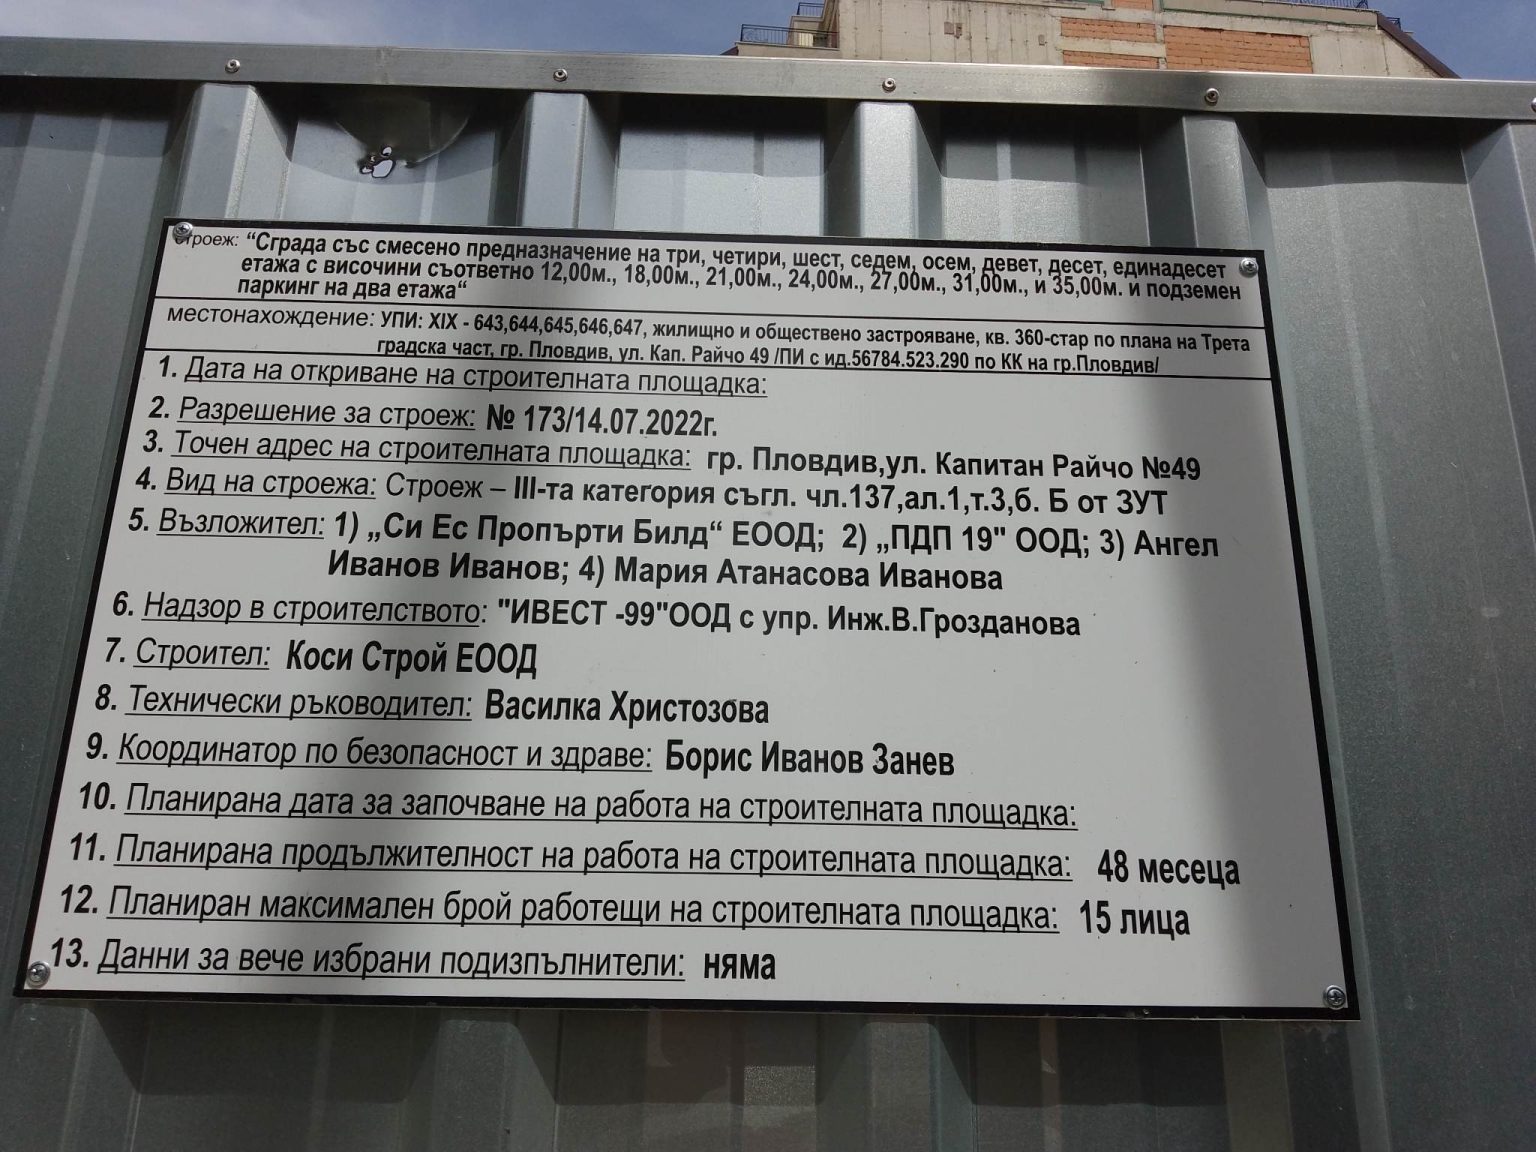 строеж: "Сграда със смесено предназначение на три, четири, шест, седем, осем, девет, десет, единадесет
етажа с височини съответно 12,00м., 18,00м., 21,00м., 24,00м., 27,00м., 31,00м., и 35,00м. и подземен
паркинг на два етажа“
местонахождение: УПИ: XIX - 643,644,645,646,647, жилищно и обществено застрояване, кв. 360-стар по плана на Трета
градска част, гр. Пловдив, ул. Кап. Райчо 49 /ПИ с ид.56784.523.290 по КК на гр.Пловдив/
1. Дата на откриване на строителната площадка:
2. Разрешение за строеж: № 173/14.07.2022г.
3. Точен адрес на строителната площадка: гр. Пловдив,ул. Капитан Райчо №49
4. Вид на строежа: Строеж – III-та категория съгл. чл.137,ал.1,т.3,б. Б от ЗУТ
5. Възложител: 1) „Си Ес Пропърти Билд“ ЕООД; 2) „ПДП 19" ООД; 3) Ангел
Иванов Иванов; 4) Мария Атанасова Иванова
6. Надзор в строителството: "ИВЕСТ -99"ООД с упр. Инж.В.Грозданова
7. Строител: Коси Строй ЕООД
8. Технически ръководител: Василка Христозова
9. Координатор по безопасност и здраве: Борис Иванов Занев
10. Планирана дата за започване на работа на строителната площадка:
11. Планирана продължителност на работа на строителната площадка: 48 месеца
12. Планиран максимален брой работещи на строителната площадка: 15 лица
13. Данни за вече избрани подизпълнители: няма